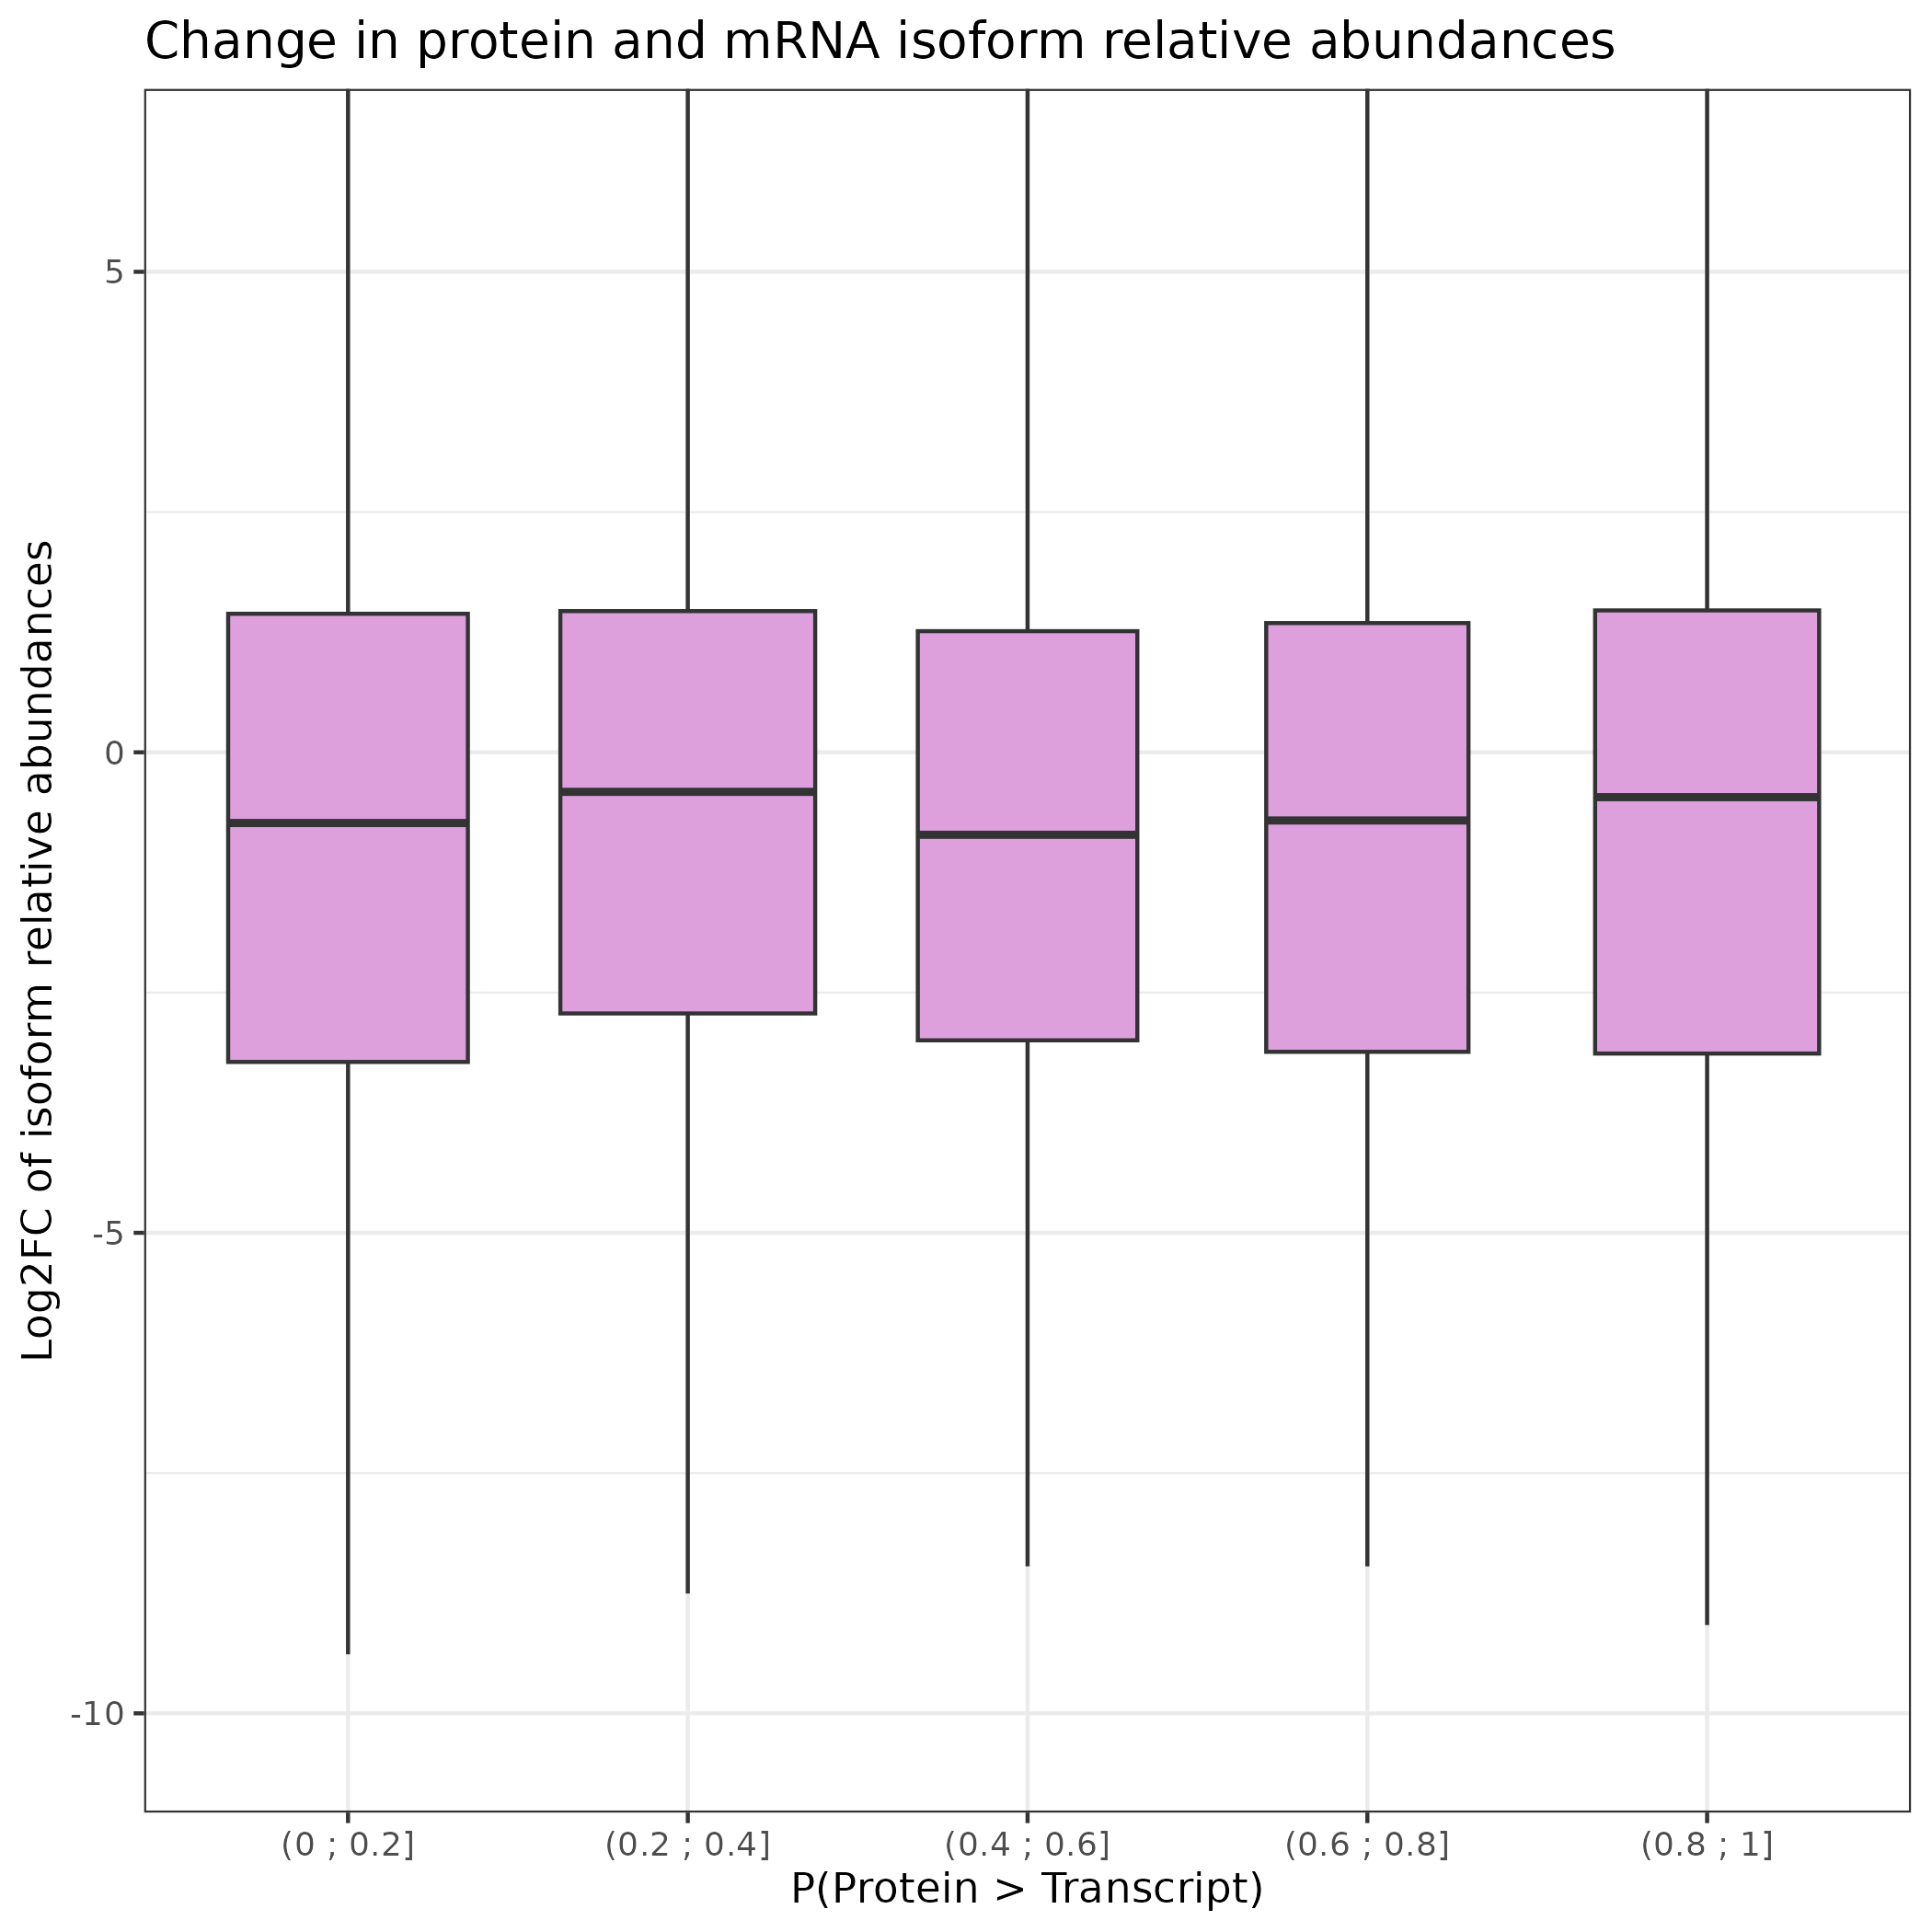 Change in protein and mRNA isoform relative abundances
Log2FC of isoform relative abundances
5
0
-5
-10
(0 ; 0.2]
(0.2 ; 0.4]
(0.4 ; 0.6]
(0.6 ; 0.8]
(0.8 ; 1]
P(Protein > Transcript)